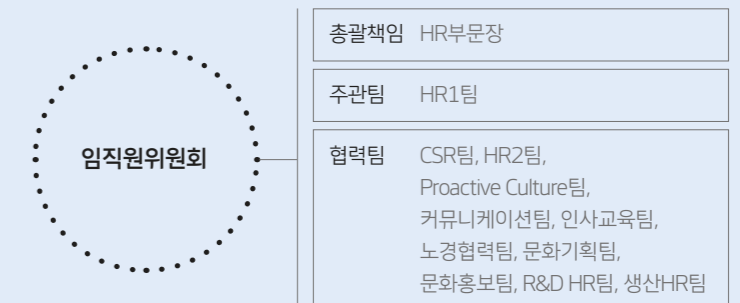 임직원위원회
총괄책임 HR부문장
주관팀 HR1팀
협력팀 CSR팀, HR2팀,
Proactive Culture팀,
커뮤니케이션팀, 인사교육팀,
노경협력팀, 문화기획팀,
문화홍보팀, R&D HR팀, 생산HR팀